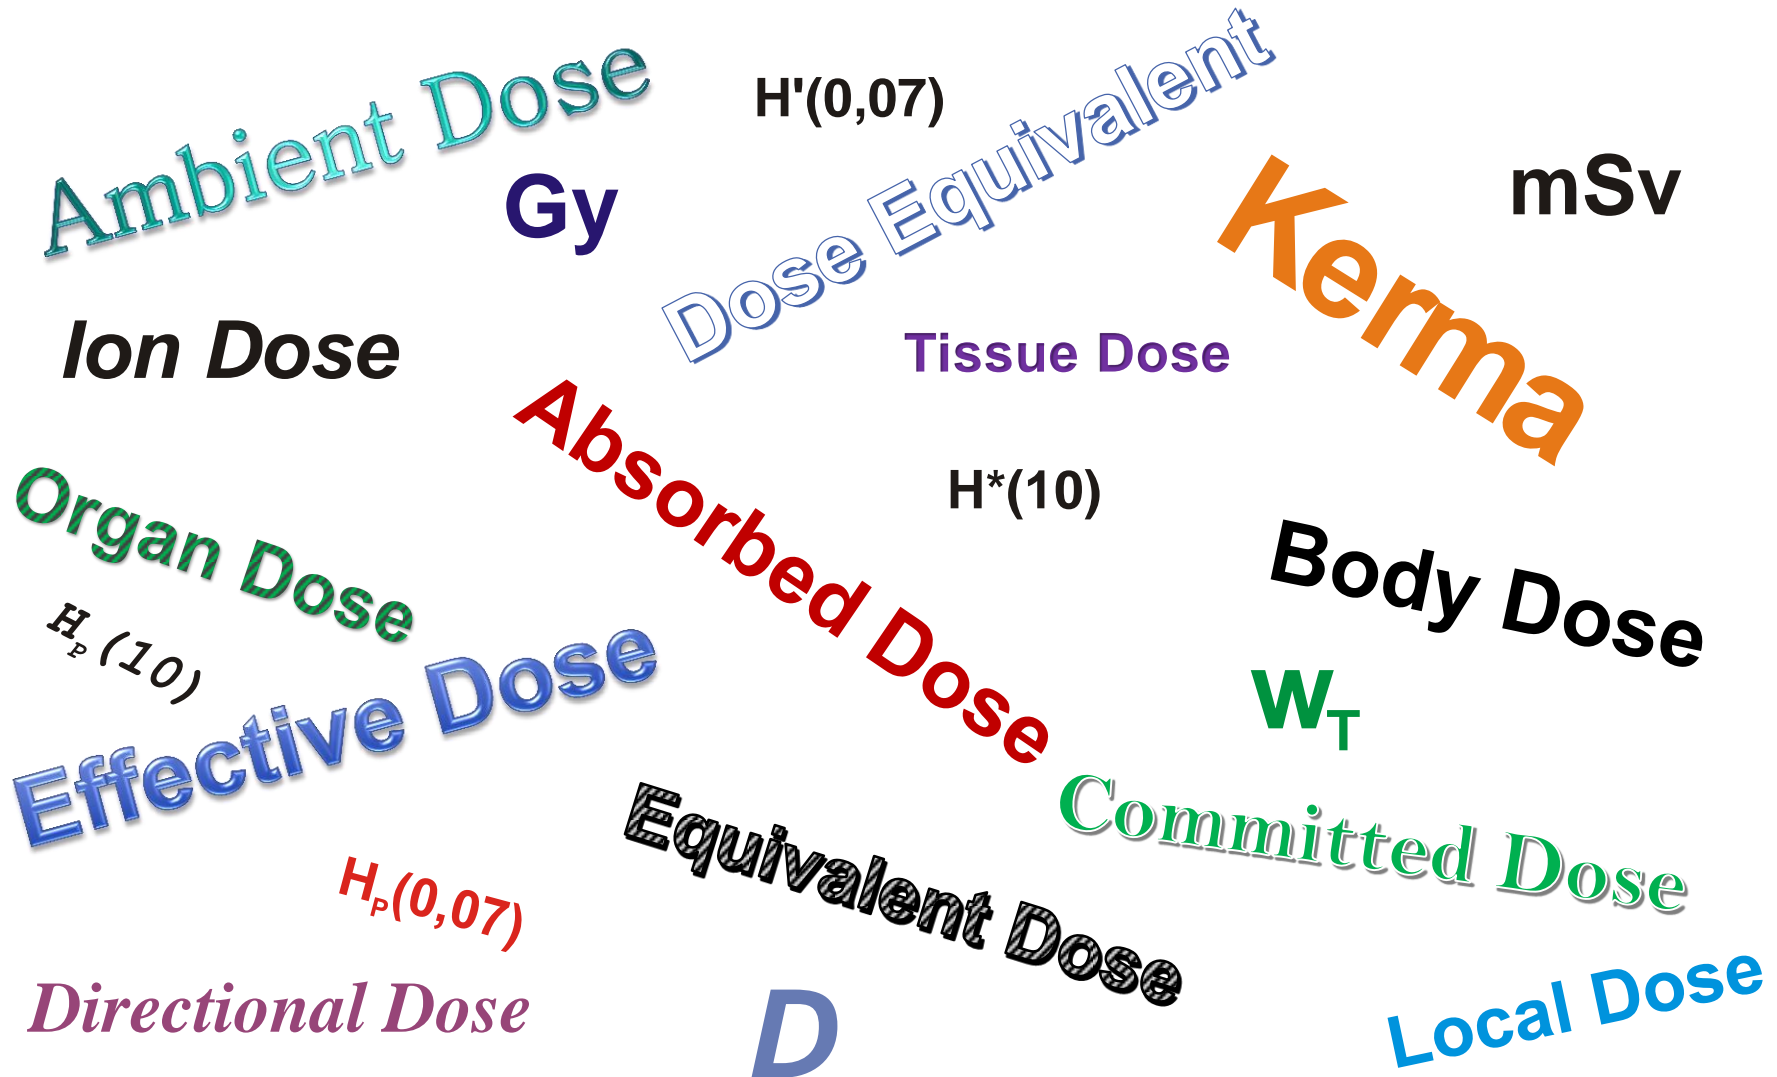 Ambient Dose
H'(0,07)
Dose Equivalent
Gy
Kerma
mSv
Ion Dose
Tissue Dose
Absorbed Dose
H*(10)
Organ Dose
Body Dose
HP(10)
Effective Dose
wT
Committed Dose
Equivalent Dose
HP(0,07)
Directional Dose
D
Local Dose